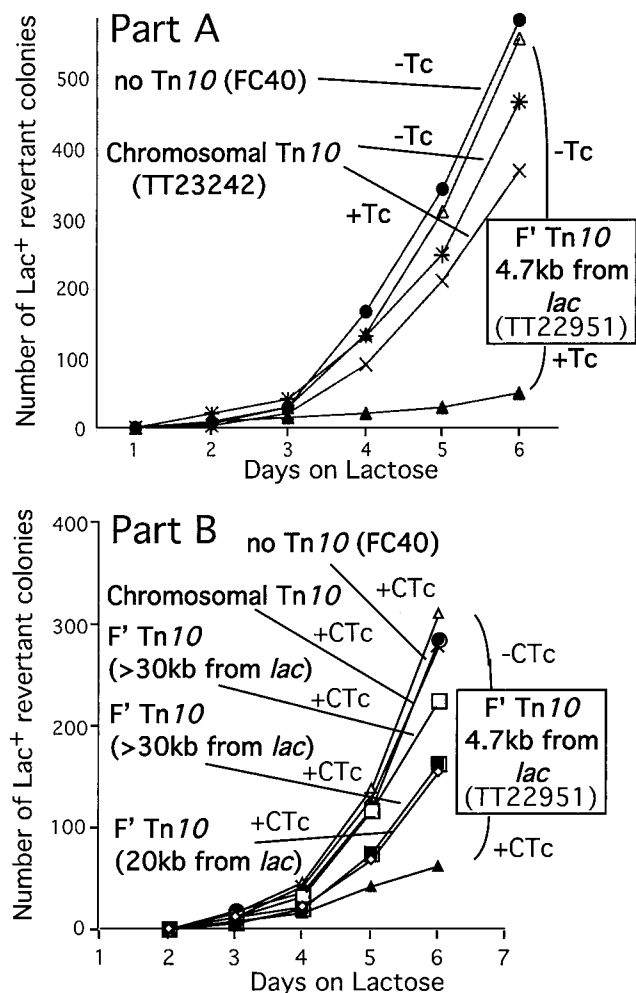 Part A
no Tn10 (FC40)
-Tc
Chromosomal Tn10
(TT23242)
-Tc
+Tc
-Tc
F' Tn10
4.7kb from
lac
(TT22951)
+Tc
Number of Lac⁺ revertant colonies
500
400
300
200
100
0
1 2 3 4 5 6
Days on Lactose
Part B
no Tn10 (FC40)
+CTc
Chromosomal Tn10
+CTc
F' Tn10
(>30kb from lac)
+CTc
F' Tn10
(>30kb from lac)
+CTc
F' Tn10
(20kb from lac)
+CTc
-CTc
F' Tn10
4.7kb from
lac
(TT22951)
+CTc
Number of Lac⁺ revertant colonies
400
300
200
100
0
1 2 3 4 5 6 7
Days on Lactose